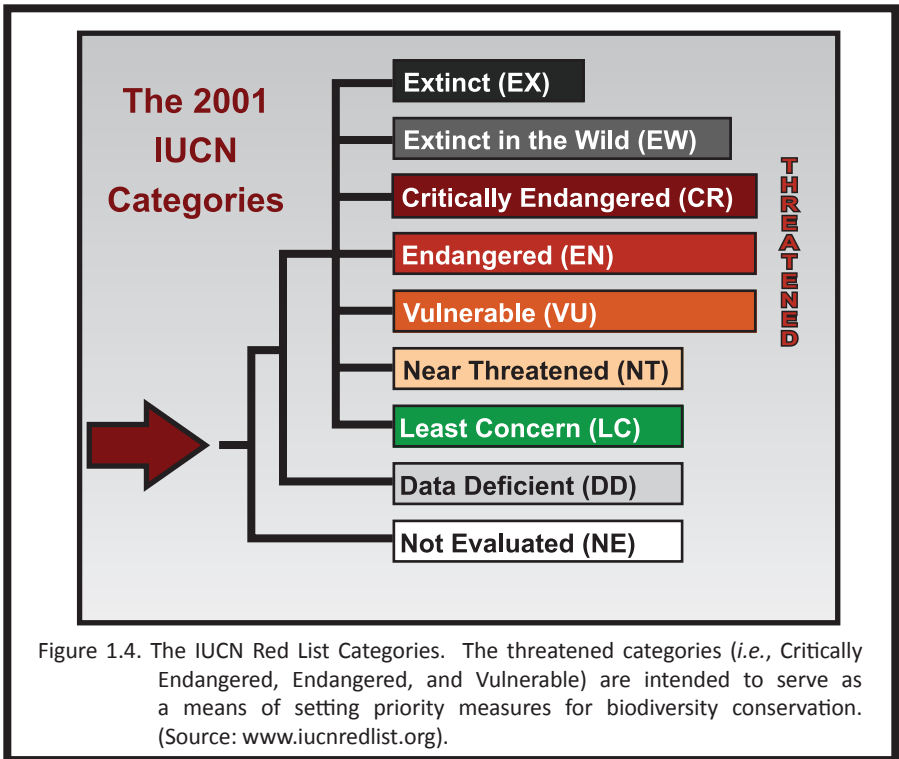 The 2001
IUCN
Categories
Extinct (EX)
Extinct in the Wild (EW)
Critically Endangered (CR)
Endangered (EN)
Vulnerable (VU)
Near Threatened (NT)
Least Concern (LC)
Data Deficient (DD)
Not Evaluated (NE)
THREATENED
Figure 1.4. The IUCN Red List Categories. The threatened categories (i.e., Critically
Endangered, Endangered, and Vulnerable) are intended to serve as
a means of setting priority measures for biodiversity conservation.
(Source: www.iucnredlist.org).